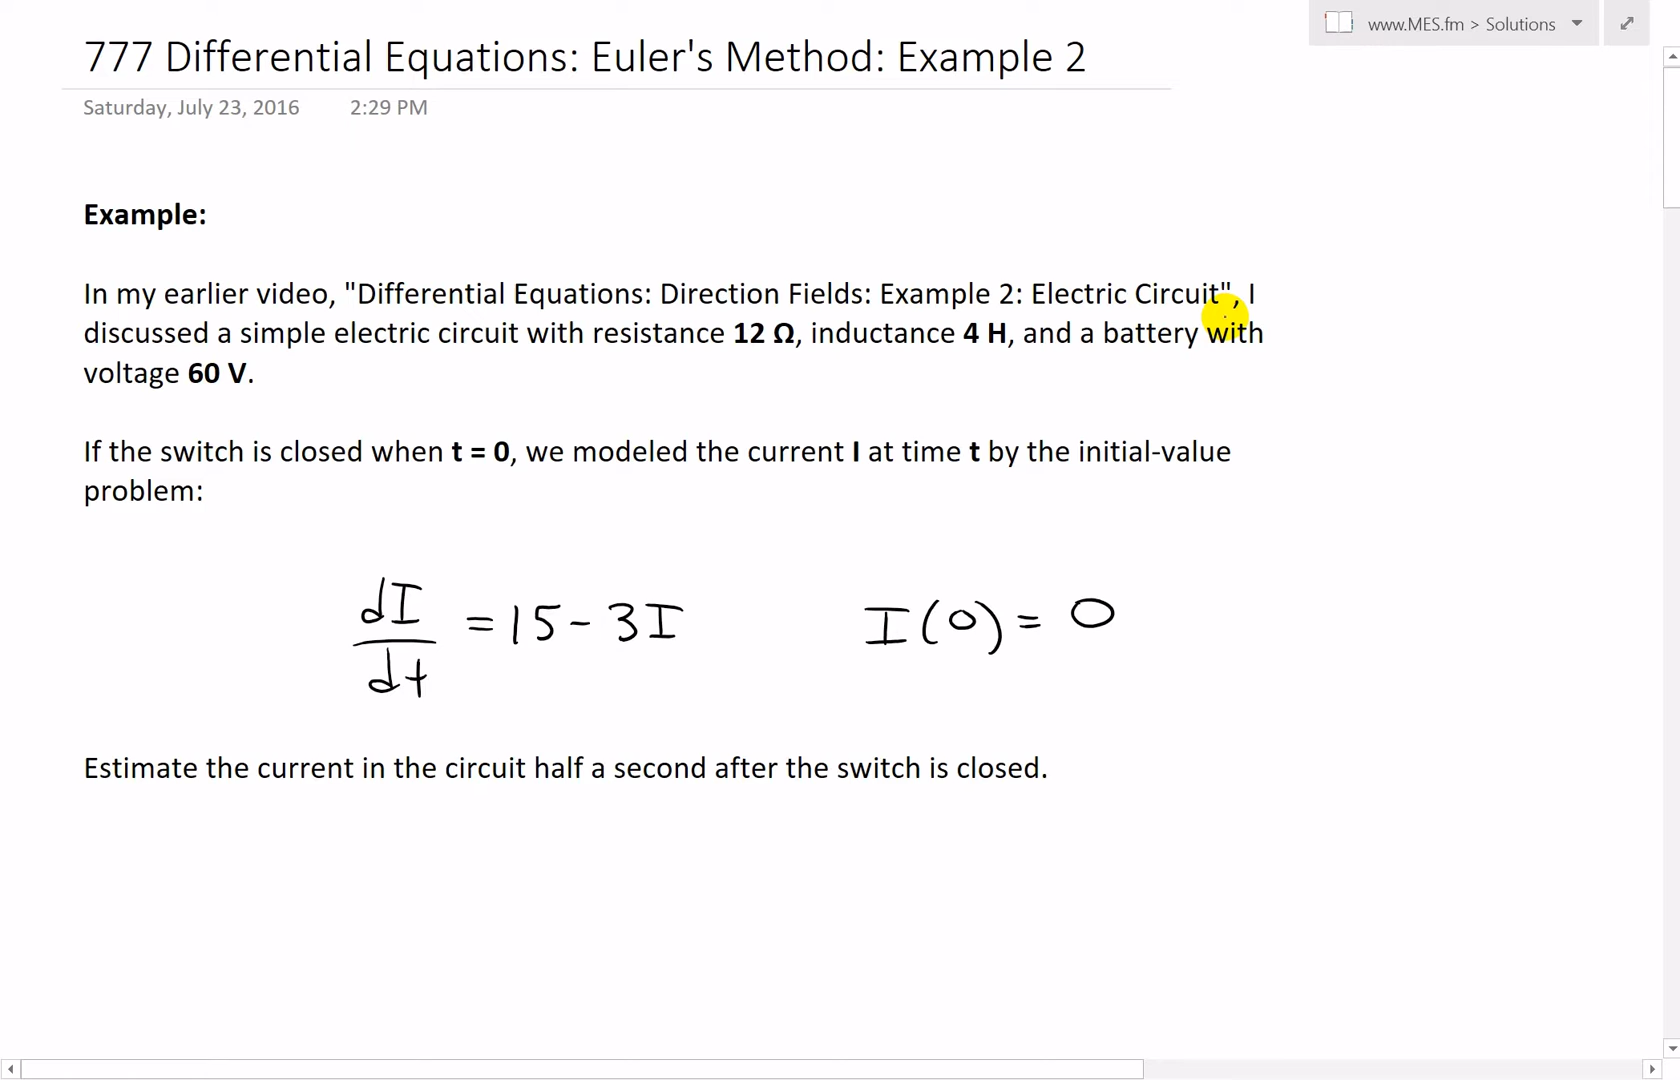 www.MES.fm > Solutions
777 Differential Equations: Euler's Method: Example 2
Saturday, July 23, 2016 2:29 PM
Example:
In my earlier video, "Differential Equations: Direction Fields: Example 2: Electric Circuit", I
discussed a simple electric circuit with resistance 12 Ω, inductance 4 H, and a battery with
voltage 60 V.
If the switch is closed when t = 0, we modeled the current I at time t by the initial-value
problem:
dI/dt = 15 - 3I I(0) = 0
Estimate the current in the circuit half a second after the switch is closed.